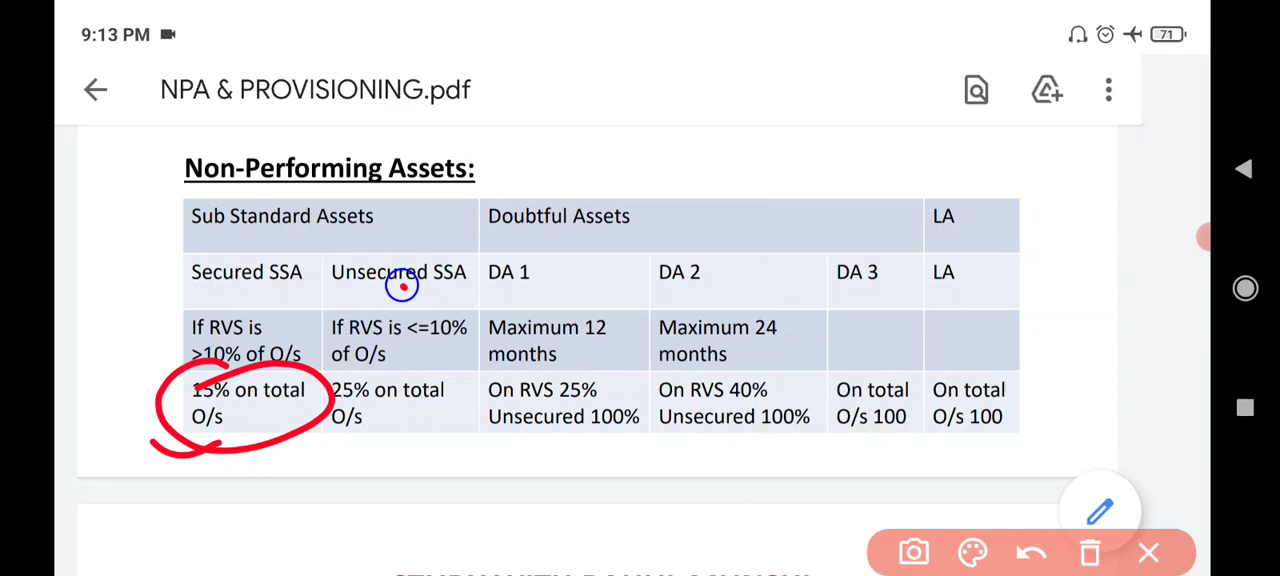 9:13 PM
71
NPA & PROVISIONING.pdf
Non-Performing Assets:
Sub Standard Assets Doubtful Assets LA
Secured SSA Unsecured SSA DA 1 DA 2 DA 3 LA
If RVS is If RVS is <=10% Maximum 12 Maximum 24
>10% of O/s of O/s months months
15% on total 25% on total On RVS 25% On RVS 40% On total On total
O/s O/s Unsecured 100% Unsecured 100% O/s 100 O/s 100